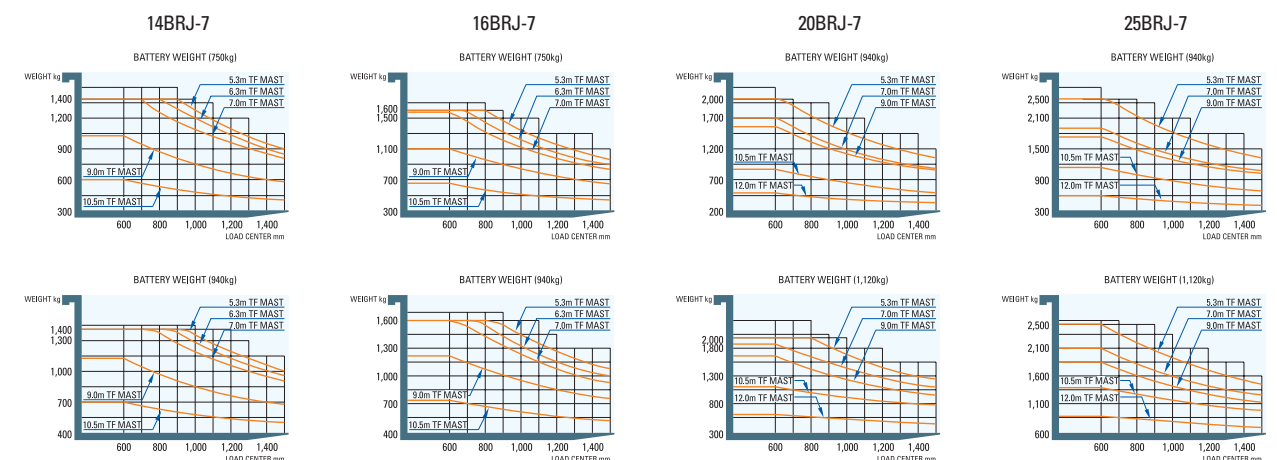 14BRJ-7
16BRJ-7
20BRJ-7
25BRJ-7
BATTERY WEIGHT (750kg)
WEIGHT kg
5.3m TF MAST
6.3m TF MAST
7.0m TF MAST
1,400
1,200
900
600
300
9.0m TF MAST
10.5m TF MAST
600 800 1,000 1,200 1,400
LOAD CENTER mm
BATTERY WEIGHT (750kg)
WEIGHT kg
5.3m TF MAST
6.3m TF MAST
7.0m TF MAST
1,600
1,500
1,100
700
300
9.0m TF MAST
10.5m TF MAST
600 800 1,000 1,200 1,400
LOAD CENTER mm
BATTERY WEIGHT (940kg)
WEIGHT kg
5.3m TF MAST
7.0m TF MAST
9.0m TF MAST
2,000
1,700
1,200
700
200
10.5m TF MAST
12.0m TF MAST
600 800 1,000 1,200 1,400
LOAD CENTER mm
BATTERY WEIGHT (940kg)
WEIGHT kg
5.3m TF MAST
7.0m TF MAST
9.0m TF MAST
2,500
2,100
1,500
900
300
10.5m TF MAST
12.0m TF MAST
600 800 1,000 1,200 1,400
LOAD CENTER mm
BATTERY WEIGHT (940kg)
WEIGHT kg
5.3m TF MAST
6.3m TF MAST
7.0m TF MAST
1,400
1,300
1,000
700
400
9.0m TF MAST
10.5m TF MAST
600 800 1,000 1,200 1,400
LOAD CENTER mm
BATTERY WEIGHT (940kg)
WEIGHT kg
5.3m TF MAST
6.3m TF MAST
7.0m TF MAST
1,600
1,300
1,000
700
400
9.0m TF MAST
10.5m TF MAST
600 800 1,000 1,200 1,400
LOAD CENTER mm
BATTERY WEIGHT (1,120kg)
WEIGHT kg
5.3m TF MAST
7.0m TF MAST
9.0m TF MAST
2,000
1,800
1,300
800
300
10.5m TF MAST
12.0m TF MAST
600 800 1,000 1,200 1,400
LOAD CENTER mm
BATTERY WEIGHT (1,120kg)
WEIGHT kg
5.3m TF MAST
7.0m TF MAST
9.0m TF MAST
2,500
2,100
1,600
1,100
600
10.5m TF MAST
12.0m TF MAST
600 800 1,000 1,200 1,400
LOAD CENTER mm